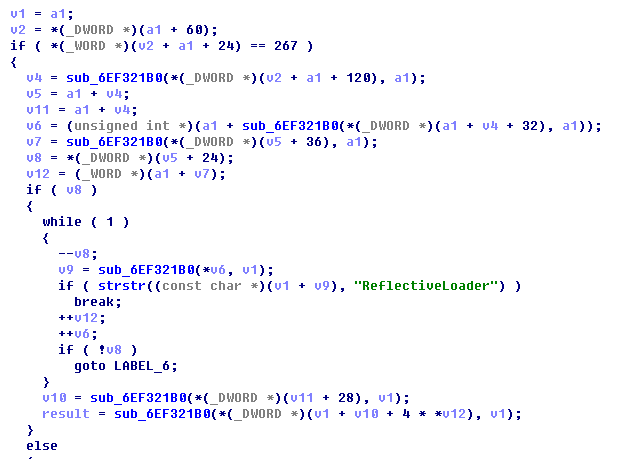 v1 = a1;
v2 = *(_DWORD *)(a1 + 60);
if ( *(_WORD *)(v2 + a1 + 24) == 267 )
{
v4 = sub_6EF321B0(*(_DWORD *)(v2 + a1 + 120), a1);
v5 = a1 + v4;
v11 = a1 + v4;
v6 = (unsigned int *)(a1 + sub_6EF321B0(*(_DWORD *)(a1 + v4 + 32), a1));
v7 = sub_6EF321B0(*(_DWORD *)(v5 + 36), a1);
v8 = *(_DWORD *)(v5 + 24);
v12 = (_WORD *)(a1 + v7);
if ( v8 )
{
while ( 1 )
{
--v8;
v9 = sub_6EF321B0(*v6, v1);
if ( strstr((const char *)(v1 + v9), "ReflectiveLoader") )
break;
++v12;
++v6;
if ( !v8 )
goto LABEL_6;
}
v10 = sub_6EF321B0(*(_DWORD *)(v11 + 28), v1);
result = sub_6EF321B0(*(_DWORD *)(v1 + v10 + 4 * *v12), v1);
}
else